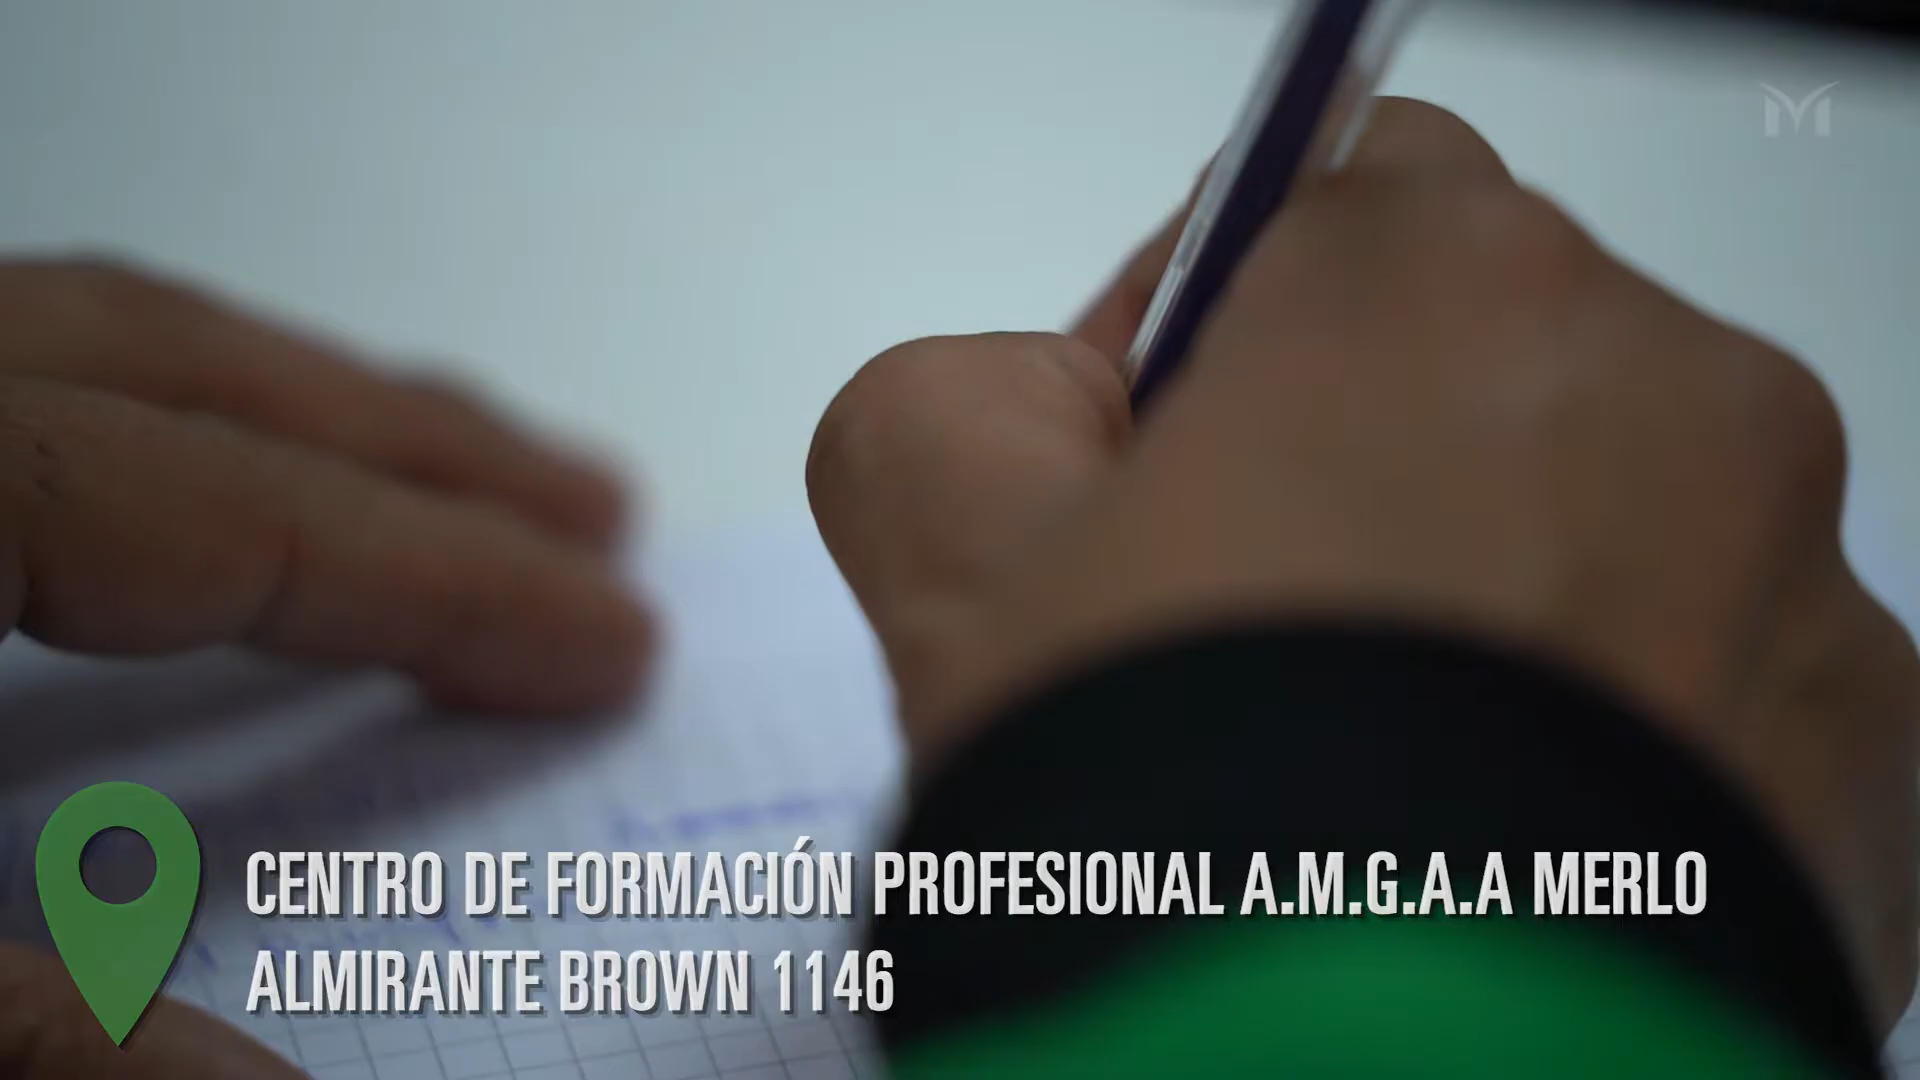 CENTRO DE FORMACIÓN PROFESIONAL A.M.G.A.A MERLO
ALMIRANTE BROWN 1146